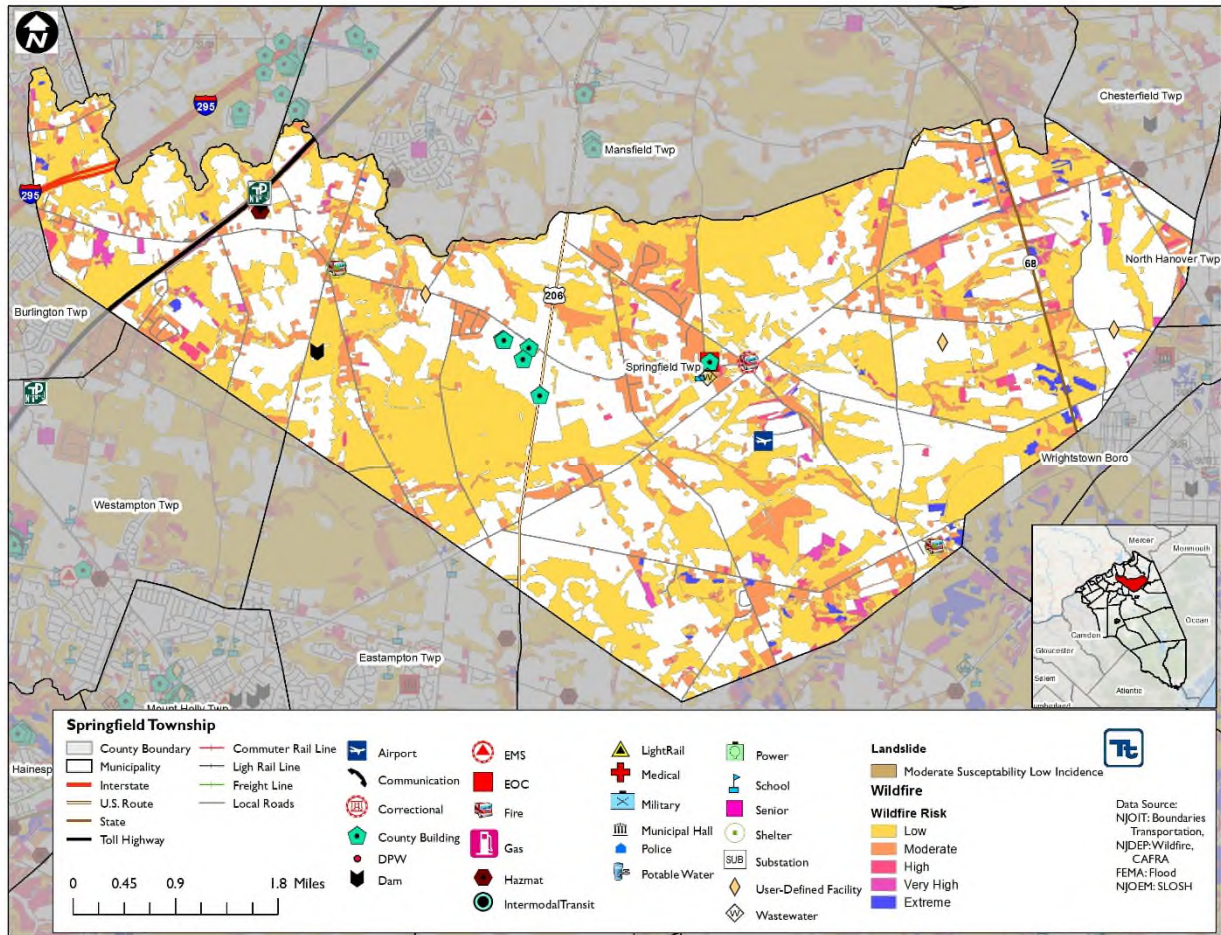 N
295
Chesterfield Twp
Mansfield Twp
295
TP
N
68
North Hanover Twp
206
Burlington Twp
Springfield Twp
W
TP
N
SUB
Wrightstown Boro
Westampton Twp
Mercer
Monmouth
Ocean
Camden
Gloucester
Salem
Atlantic
Eastampton Twp
Mount Holly Twp
Hainesp
Springfield Township
County Boundary
Municipality
Interstate
U.S. Route
State
Toll Highway
Commuter Rail Line
Ligh Rail Line
Freight Line
Local Roads
0 0.45 0.9 1.8 Miles
Airport
Communication
Correctional
County Building
DPW
Dam
EMS
EOC
Fire
Gas
Hazmat
IntermodalTransit
LightRail
Medical
Military
Municipal Hall
Police
Potable Water
Power
School
Senior
Shelter
SUB Substation
User-Defined Facility
W Wastewater
Landslide
Moderate Susceptability Low Incidence
Wildfire
Wildfire Risk
Low
Moderate
High
Very High
Extreme
Tt
Data Source:
NJOIT: Boundaries
Transportation,
NJDEP: Wildfire,
CAFRA
FEMA: Flood
NJOEM: SLOSH